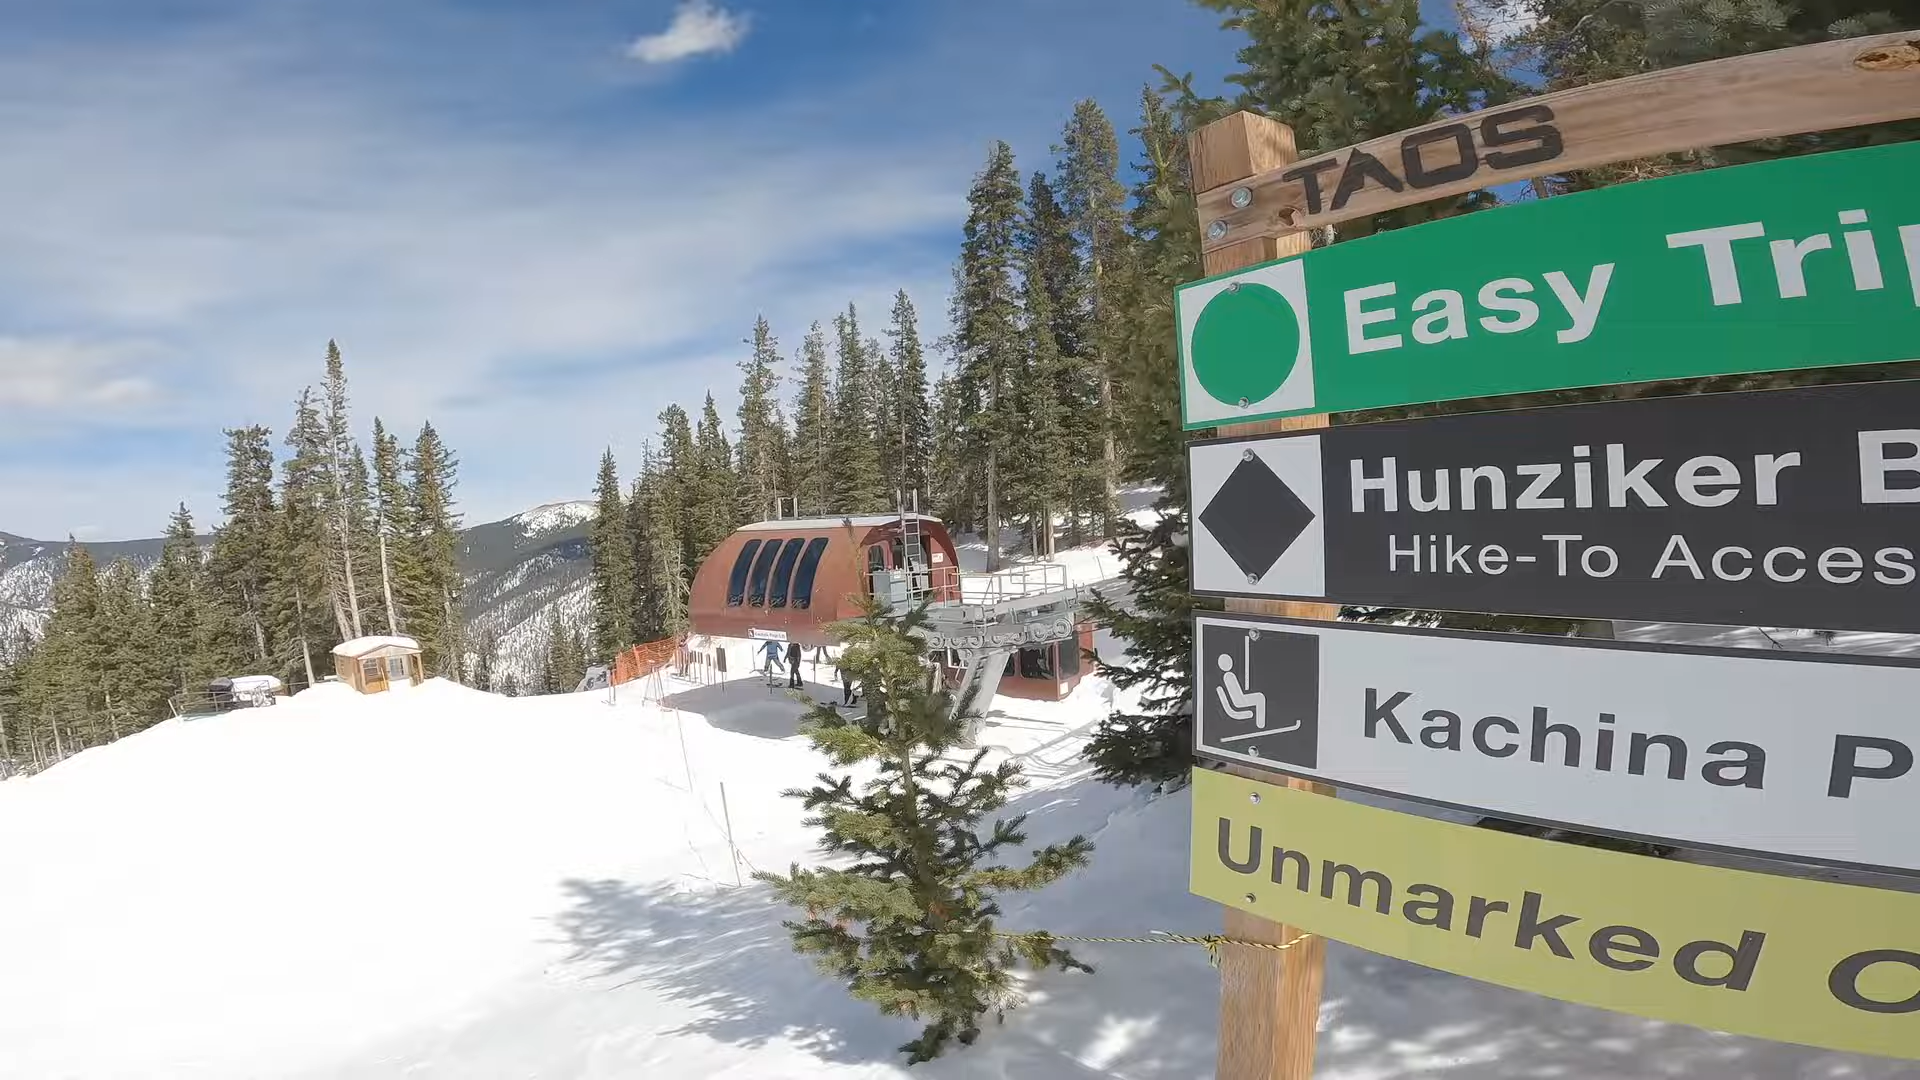 TAOS
Easy Trip
Hunziker B
Hike-To Acces
Kachina P
Unmarked O